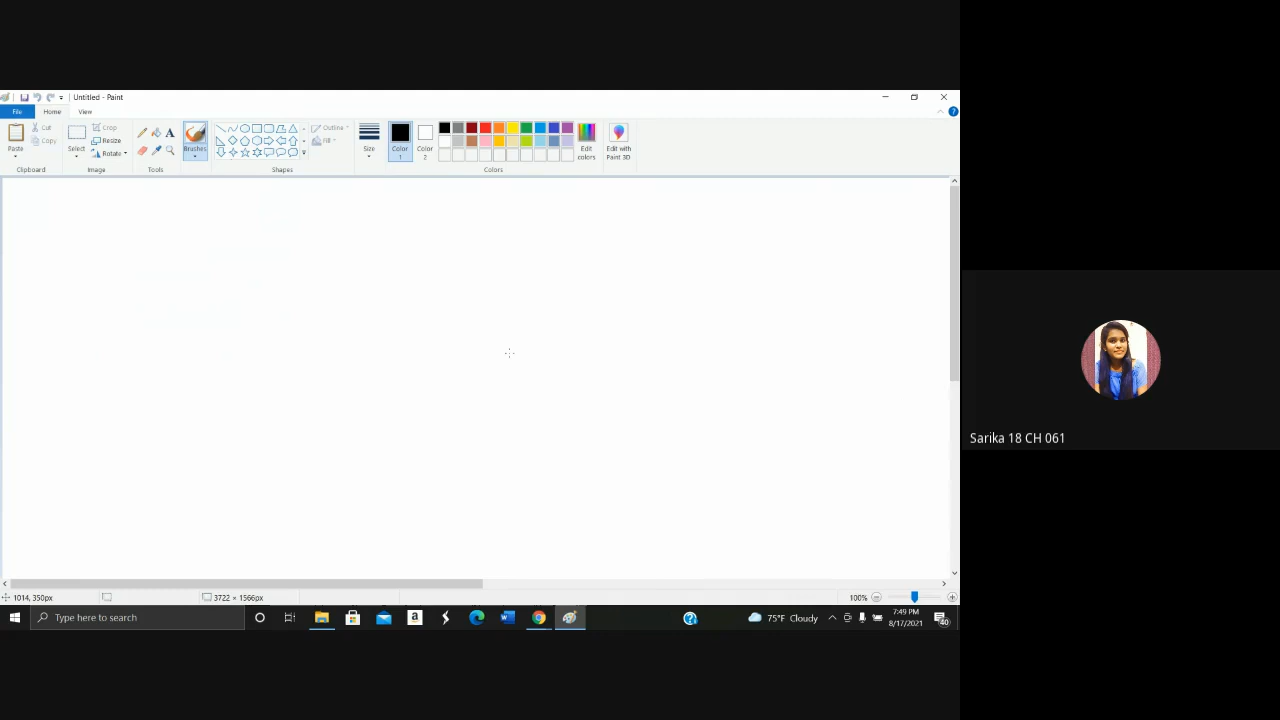 Untitled - Paint
File Home View
Paste
Cut
Copy
Clipboard
Select
Crop
Resize
Rotate
Image
A
Tools
Brushes
Shapes
Outline
Fill
Size
Color 1
Color 2
Edit colors
Edit with Paint 3D
Colors
Sarika 18 CH 061
1014, 350px
3722 × 1566px
100%
Type here to search
a
W
75°F Cloudy
7:49 PM
8/17/2021
40